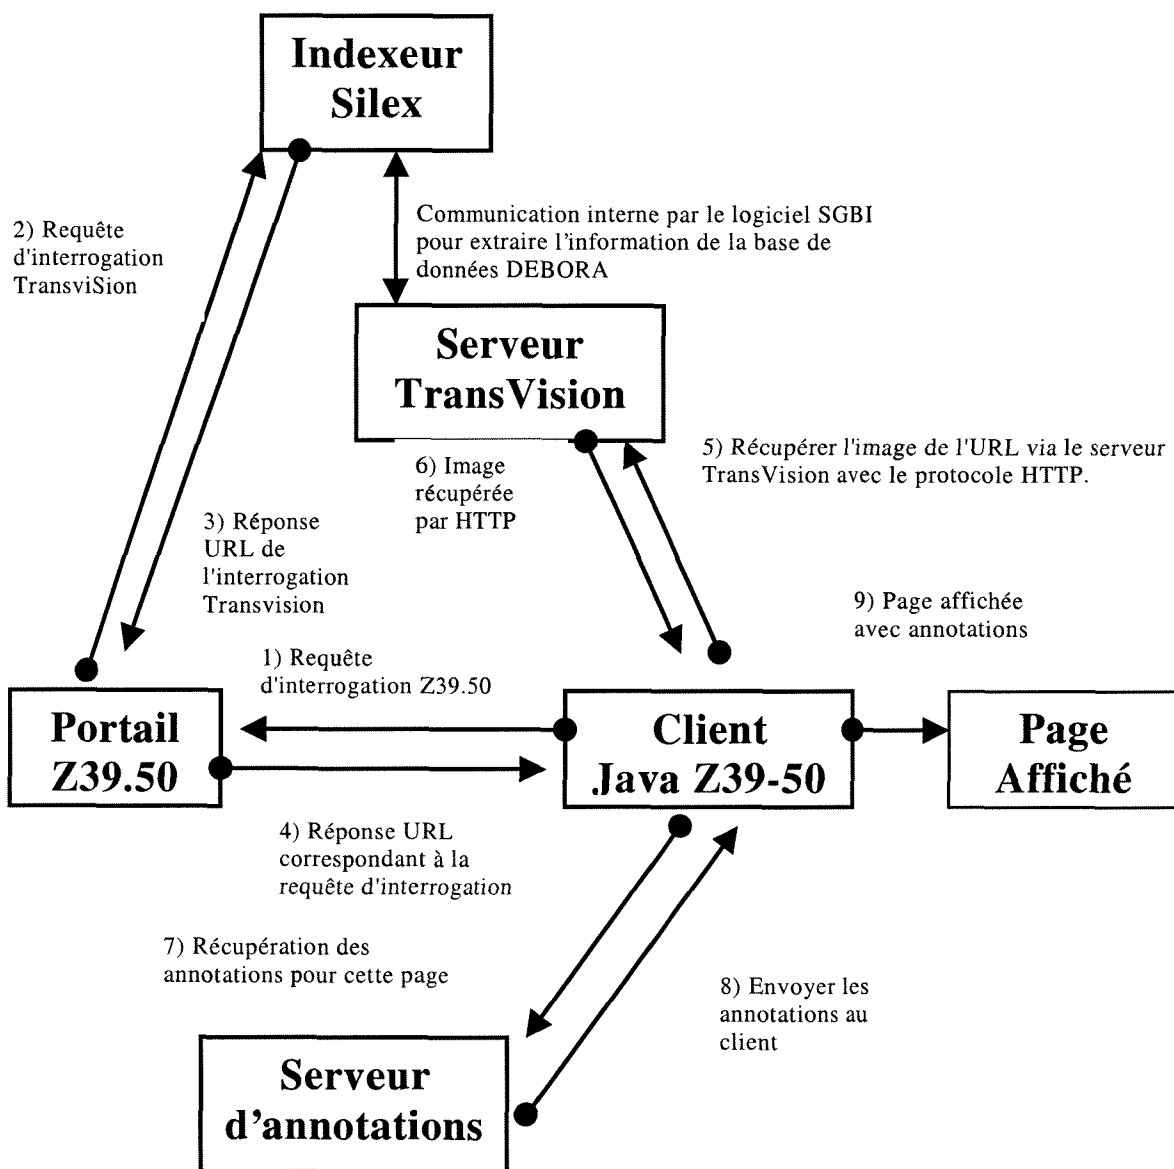 Indexeur
Silex
2) Requête
d'interrogation
TransviSion
Communication interne par le logiciel SGBI
pour extraire l'information de la base de
données DEBORA
Serveur
TransVision
6) Image
récupérée
par HTTP
5) Récupérer l'image de l'URL via le serveur
TransVision avec le protocole HTTP.
3) Réponse
URL de
l'interrogation
Transvision
9) Page affichée
avec annotations
1) Requête
d'interrogation Z39.50
Portail
Z39.50
Client
Java Z39-50
Page
Affiché
4) Réponse URL
correspondant à la
requête d'interrogation
7) Récupération des
annotations pour cette page
8) Envoyer les
annotations au
client
Serveur
d’annotations